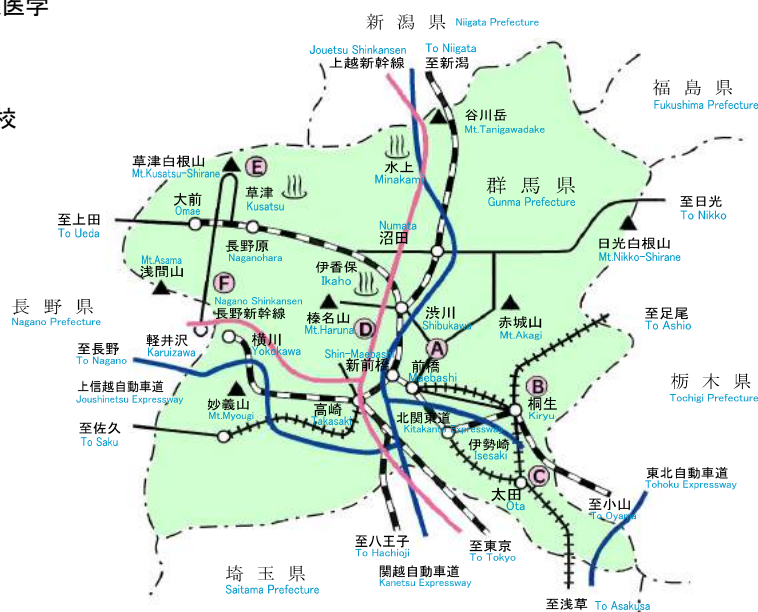 医学
校
新潟県 Niigata Prefecture
Jouetsu Shinkansen
上越新幹線
To Niigata
至新潟
福島県
Fukushima Prefecture
谷川岳
Mt.Tanigawadake
水上
Minakami
草津白根山
Mt.Kusatsu-Shirane
E
草津
Kusatsu
大前
Omae
群馬県
Gunma Prefecture
至日光
To Nikko
至上田
To Ueda
長野原
Naganohara
Numata
沼田
日光白根山
Mt.Nikko-Shirane
Mt.Asama
浅間山
F
伊香保
Ikaho
Nagano Shinkansen
長野新幹線
榛名山
Mt.Haruna
D
渋川
Shibukawa
赤城山
Mt.Akagi
至足尾
To Ashio
長野県
Nagano Prefecture
軽井沢
Karuizawa
横川
Yokokawa
Shin-Maebashi
新前橋
A
前橋
Maebashi
至長野
To Nagano
栃木県
Tochigi Prefecture
上信越自動車道
Joushinetsu Expressway
妙義山
Mt.Myougi
高崎
Takasaki
北関東道
Kitakanto Expressway
B
桐生
Kiryu
至佐久
To Saku
伊勢崎
Isesaki
C
太田
Ota
東北自動車道
Tohoku Expressway
至小山
To Oyama
至八王子
To Hachioji
至東京
To Tokyo
関越自動車道
Kanetsu Expressway
埼玉県
Saitama Prefecture
至浅草 To Asakusa